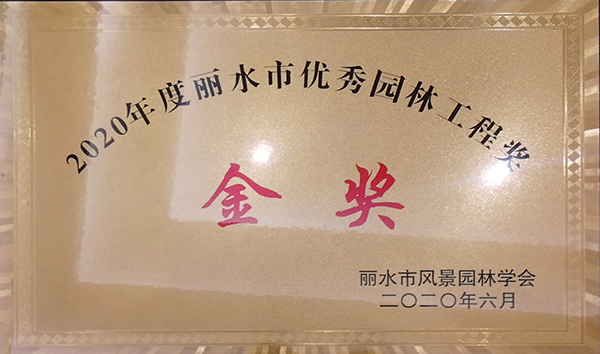 2020年度丽水市优秀园林工程奖
金奖
丽水市风景园林学会
二〇二〇年六月